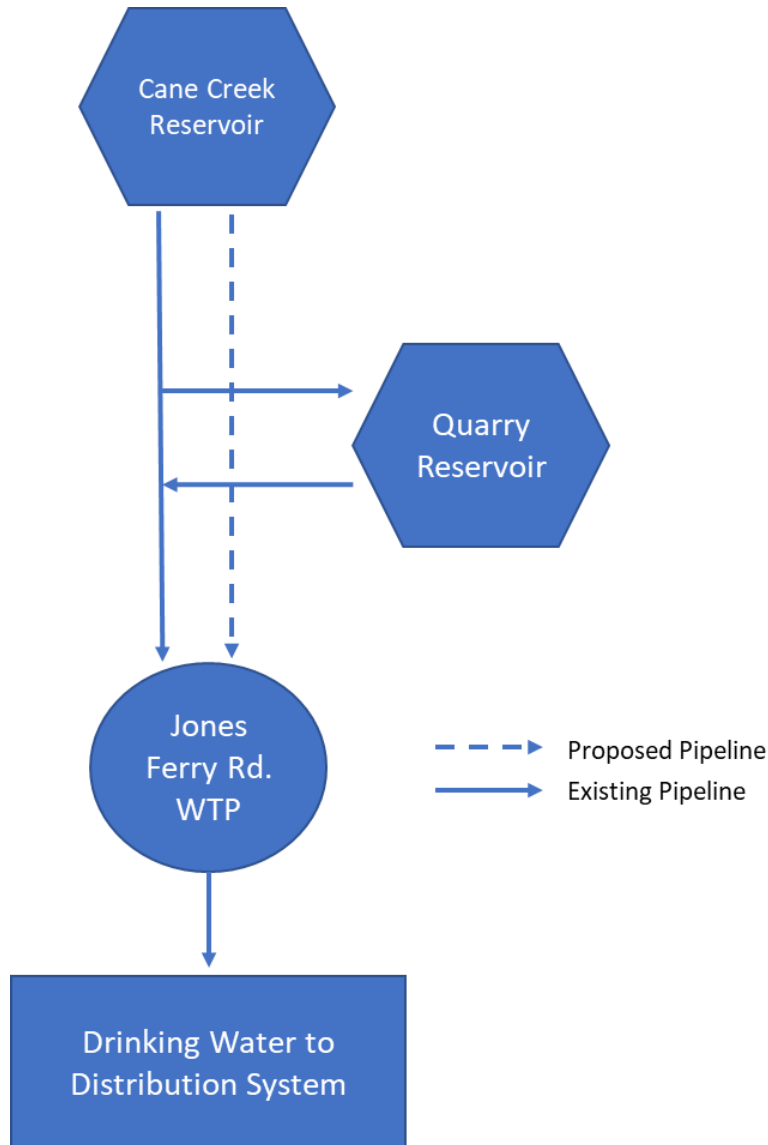 Cane Creek
Reservoir
Quarry
Reservoir
Jones
Ferry Rd.
WTP
Proposed Pipeline
Existing Pipeline
Drinking Water to
Distribution System